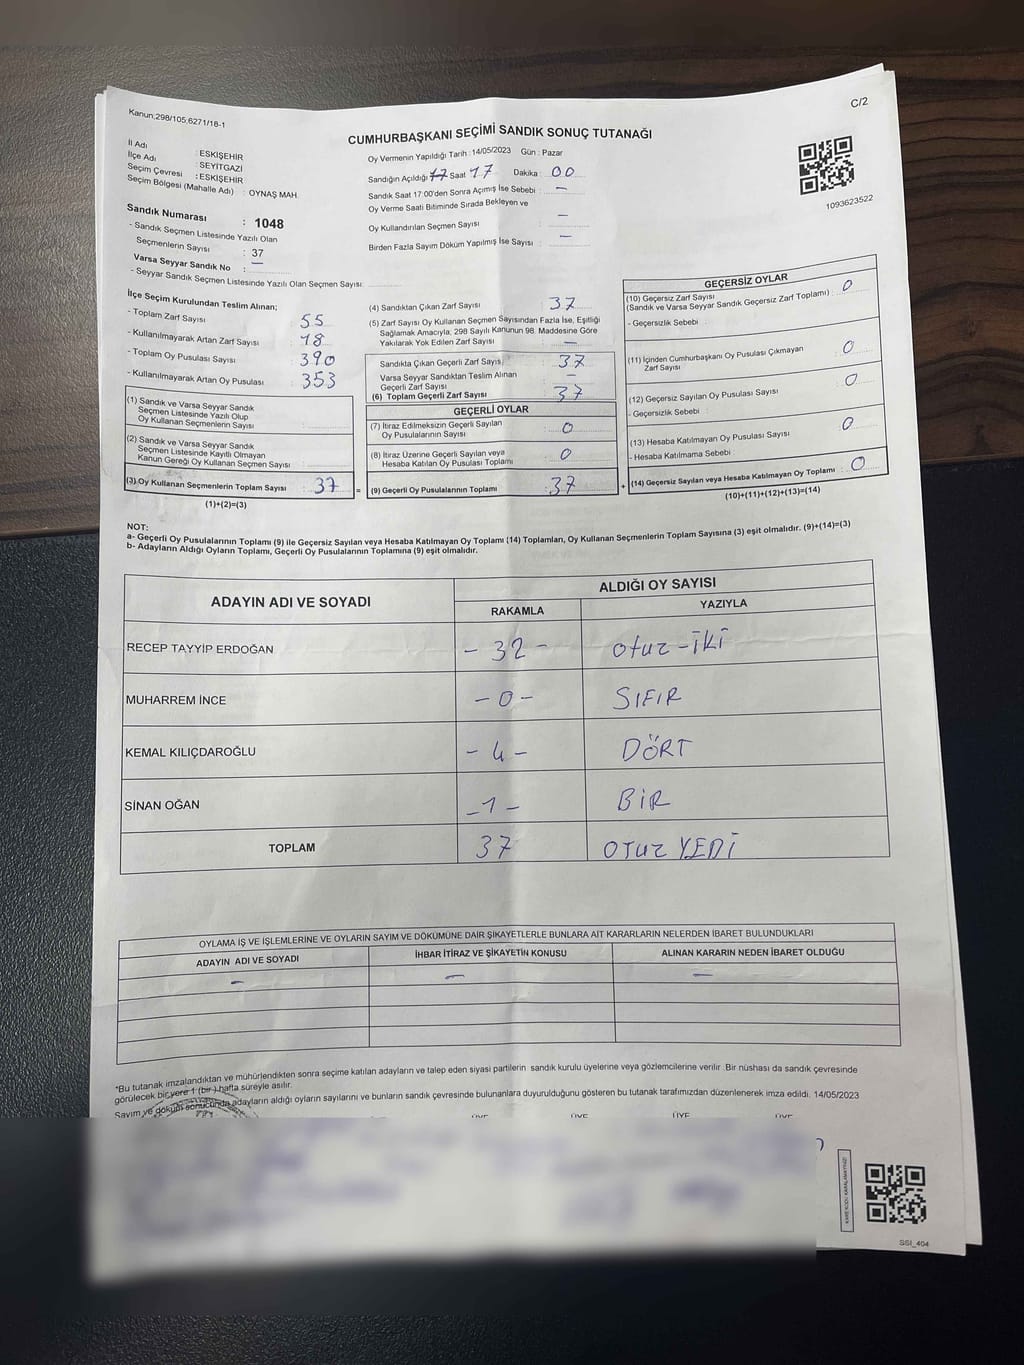 Kanun;298/105,6271/18-1
C/2
CUMHURBAŞKANI SEÇİMİ SANDIK SONUÇ TUTANAĞI
İl Adı : ESKİŞEHİR
İlçe Adı : SEYİTGAZİ
Seçim Çevresi : ESKİŞEHİR
Seçim Bölgesi (Mahalle Adı) : OYNAŞ MAH.
Sandık Numarası : 1048
- Sandık Seçmen Listesinde Yazılı Olan
Seçmenlerin Sayısı : 37
Varsa Seyyar Sandık No : —
- Seyyar Sandık Seçmen Listesinde Yazılı Olan Seçmen Sayısı:
Oy Vermenin Yapıldığı Tarih : 14/05/2023 Gün : Pazar
Sandığın Açıldığı 17 Saat 17 Dakika : 00
Sandık Saat 17:00'den Sonra Açımış İse Sebebi : —
Oy Verme Saati Bitiminde Sırada Bekleyen ve
Oy Kullandırılan Seçmen Sayısı : —
Birden Fazla Sayım Döküm Yapılmış İse Sayısı : —
1093623522
İlçe Seçim Kurulundan Teslim Alınan;
- Toplam Zarf Sayısı : 55
- Kullanılmayarak Artan Zarf Sayısı : 18
- Toplam Oy Pusulası Sayısı : 390
- Kullanılmayarak Artan Oy Pusulası : 353
(1) Sandık ve Varsa Seyyar Sandık
Seçmen Listesinde Yazılı Olup
Oy Kullanan Seçmenlerin Sayısı :
(2) Sandık ve Varsa Seyyar Sandık
Seçmen Listesinde Kayıtlı Olmayan
Kanun Gereği Oy Kullanan Seçmen Sayısı :
(3) Oy Kullanan Seçmenlerin Toplam Sayısı : 37
(1)+(2)=(3)
(4) Sandıktan Çıkan Zarf Sayısı : 37
(5) Zarf Sayısı Oy Kullanan Seçmen Sayısından Fazla İse, Eşitliği
Sağlamak Amacıyla; 298 Sayılı Kanunun 98. Maddesine Göre
Yakılarak Yok Edilen Zarf Sayısı : —
Sandıkta Çıkan Geçerli Zarf Sayısı : 37
Varsa Seyyar Sandıktan Teslim Alınan
Geçerli Zarf Sayısı : —
(6) Toplam Geçerli Zarf Sayısı : 37
GEÇERLİ OYLAR
(7) İtiraz Edilmeksizin Geçerli Sayılan
Oy Pusulalarının Sayısı : 0
(8) İtiraz Üzerine Geçerli Sayılan veya
Hesaba Katılan Oy Pusulası Toplamı : 0
= (9) Geçerli Oy Pusulalarının Toplamı : 37
GEÇERSİZ OYLAR
(10) Geçersiz Zarf Sayısı
(Sandık ve Varsa Seyyar Sandık Geçersiz Zarf Toplamı) : 0
- Geçersizlik Sebebi :
(11) İçinden Cumhurbaşkanı Oy Pusulası Çıkmayan
Zarf Sayısı : 0
(12) Geçersiz Sayılan Oy Pusulası Sayısı : 0
- Geçersizlik Sebebi :
(13) Hesaba Katılmayan Oy Pusulası Sayısı : 0
- Hesaba Katılmama Sebebi :
+ (14) Geçersiz Sayılan veya Hesaba Katılmayan Oy Toplamı : 0
(10)+(11)+(12)+(13)=(14)
NOT:
a- Geçerli Oy Pusulalarının Toplamı (9) ile Geçersiz Sayılan veya Hesaba Katılmayan Oy Toplamı (14) Toplamları, Oy Kullanan Seçmenlerin Toplam Sayısına (3) eşit olmalıdır. (9)+(14)=(3)
b- Adayların Aldığı Oyların Toplamı, Geçerli Oy Pusulalarının Toplamına (9) eşit olmalıdır.
ADAYIN ADI VE SOYADI
ALDIĞI OY SAYISI
RAKAMLA YAZIYLA
RECEP TAYYİP ERDOĞAN - 32 - otuz - İKİ
MUHARREM İNCE - 0 - SIFIR
KEMAL KILIÇDAROĞLU - 4 - DÖRT
SİNAN OĞAN - 1 - BİR
TOPLAM 37 OTUZ YEDİ
OYLAMA İŞ VE İŞLEMLERİNE VE OYLARIN SAYIM VE DÖKÜMÜNE DAİR ŞİKAYETLERLE BUNLARA AİT KARARLARIN NELERDEN İBARET BULUNDUKLARI
ADAYIN ADI VE SOYADI İHBAR İTİRAZ VE ŞİKAYETİN KONUSU ALINAN KARARIN NEDEN İBARET OLDUĞU
— — —
*Bu tutanak imzalandıktan ve mühürlendikten sonra seçime katılan adayların ve talep eden siyasi partilerin sandık kurulu üyelerine veya gözlemcilerine verilir. Bir nüshası da sandık çevresinde
görülecek bir yere 1 (bir) hafta süreyle asılır.
Sayım ve döküm sonucunda adayların aldığı oyların sayılarını ve bunların sandık çevresinde bulunanlara duyurulduğunu gösteren bu tutanak tarafımızdan düzenlenerek imza edildi. 14/05/2023
ÜYE ÜYE ÜYE ÜYE
KARE KODU KARALAMAYINIZ!
SSI_404